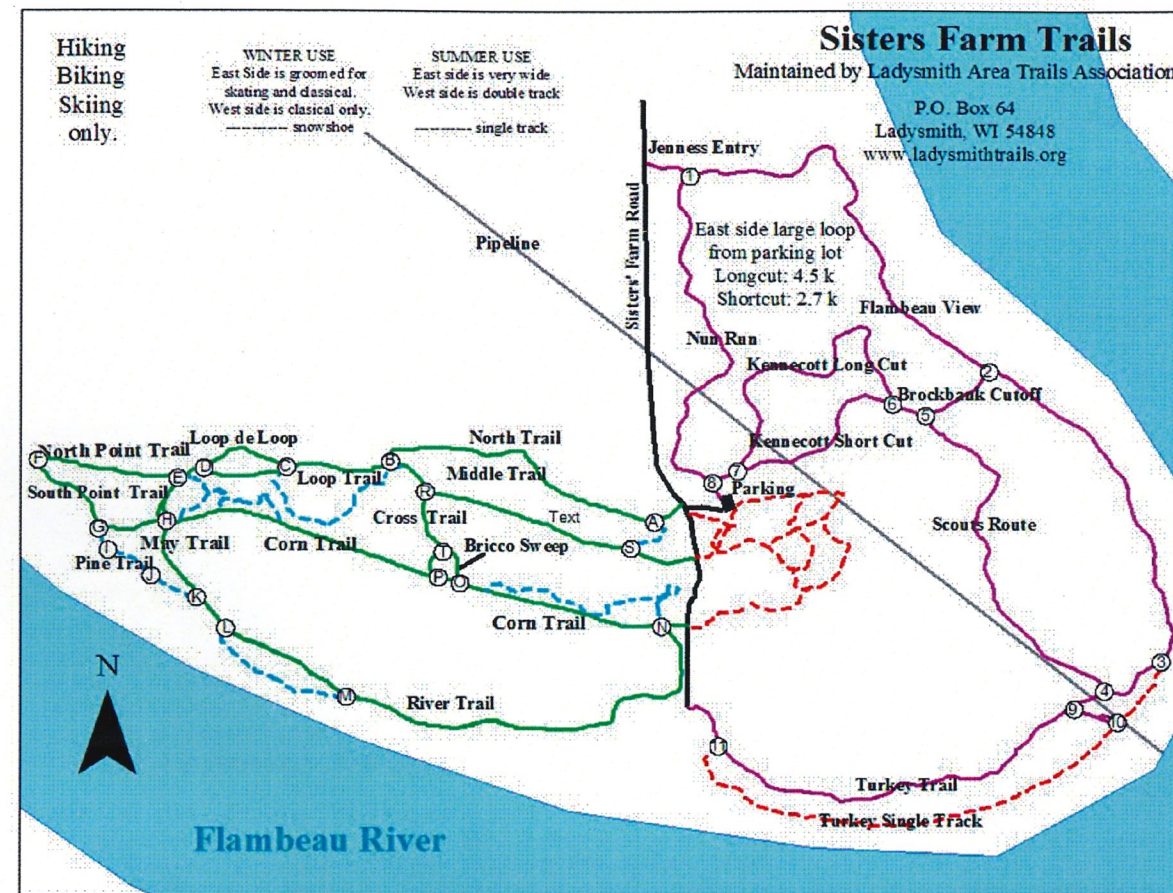 Hiking
Biking
Skiing
only.
WINTER USE
East Side is groomed for
skating and classical.
West side is clasical only.
---------- snowshoe
SUMMER USE
East side is very wide
West side is double track
--------- single track
Sisters Farm Trails
Maintained by Ladysmith Area Trails Association
P.O. Box 64
Ladysmith, WI 54848
www.ladysmithtrails.org
Jenness Entry
1
Pipeline
Sisters' Farm Road
East side large loop
from parking lot
Longcut: 4.5 k
Shortcut: 2.7 k
Flambeau View
Nun Run
Kennecott Long Cut
2
Brockbank Cutoff
6
5
Kennecott Short Cut
7
8
Parking
Scouts Route
North Point Trail
Loop de Loop
North Trail
F
E
D
C
B
Loop Trail
Middle Trail
South Point Trail
R
Cross Trail
Text
A
G
H
S
May Trail
Corn Trail
T
Bricco Sweep
I
Pine Trail
J
P
O
K
Corn Trail
N
L
M
River Trail
3
4
9
10
11
Turkey Trail
Turkey Single Track
N
Flambeau River